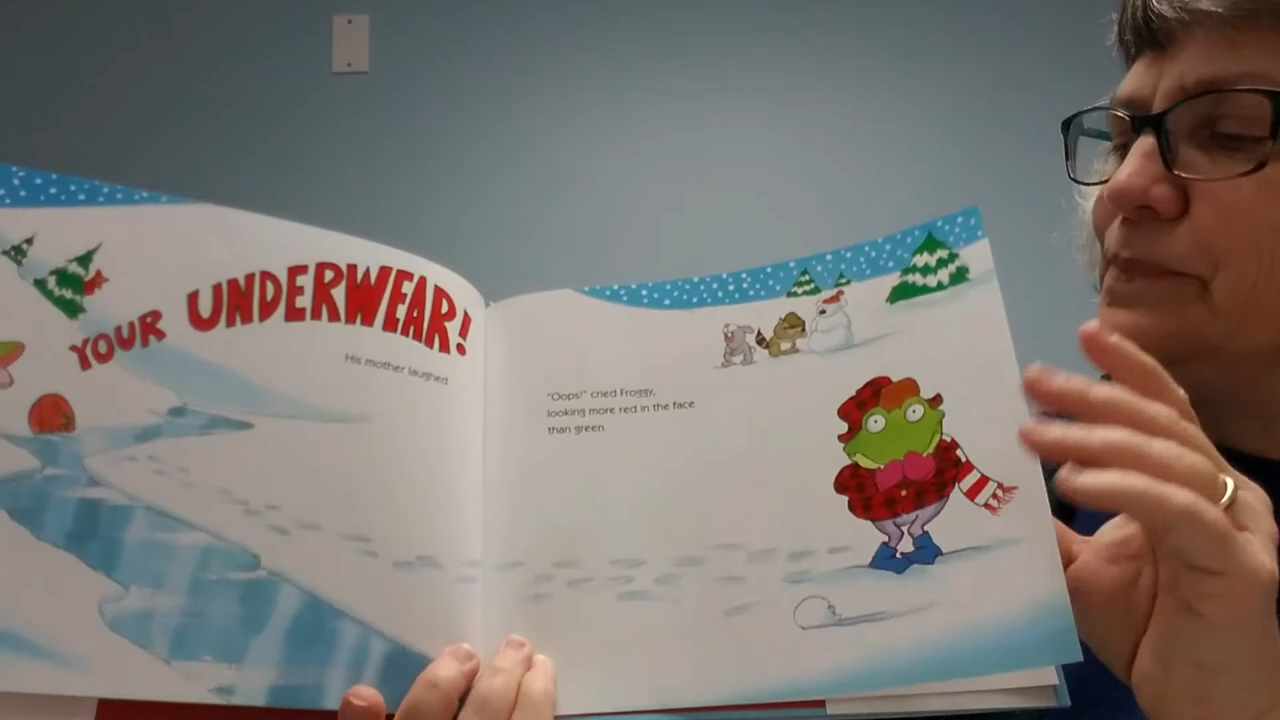 YOUR UNDERWEAR!
His mother laughed.
"Oops!" cried Froggy,
looking more red in the face
than green.